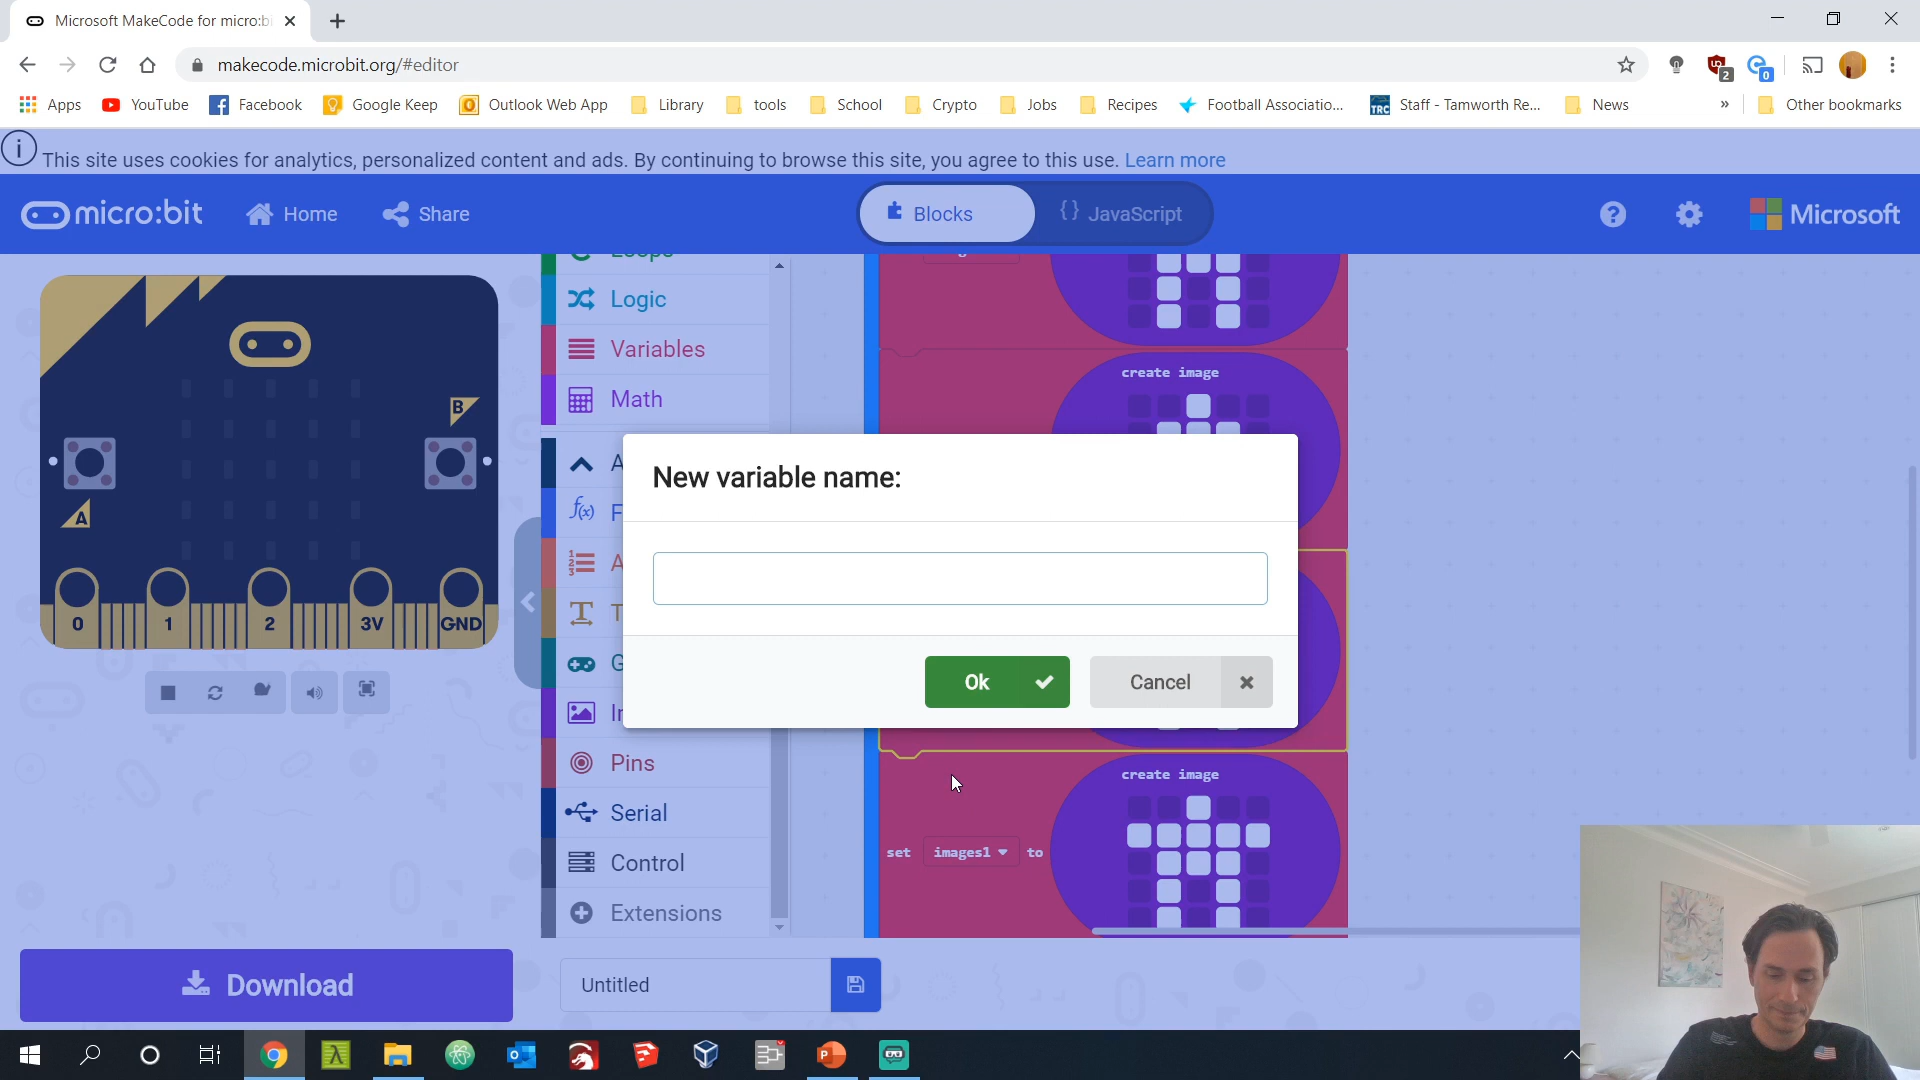 Microsoft MakeCode for micro:bi
makecode.microbit.org/#editor
2
0
Apps
YouTube
Facebook
Google Keep
Outlook Web App
Library
tools
School
Crypto
Jobs
Recipes
Football Associatio...
TRC
Staff - Tamworth Re...
News
»
Other bookmarks
This site uses cookies for analytics, personalized content and ads. By continuing to browse this site, you agree to this use. Learn more
micro:bit
Home
Share
Blocks
{} JavaScript
Microsoft
Loops
Logic
Variables
Math
create image
B
A
0
1
2
3V
GND
New variable name:
Ok
Cancel
Pins
Serial
Control
Extensions
create image
set images1 to
Download
Untitled